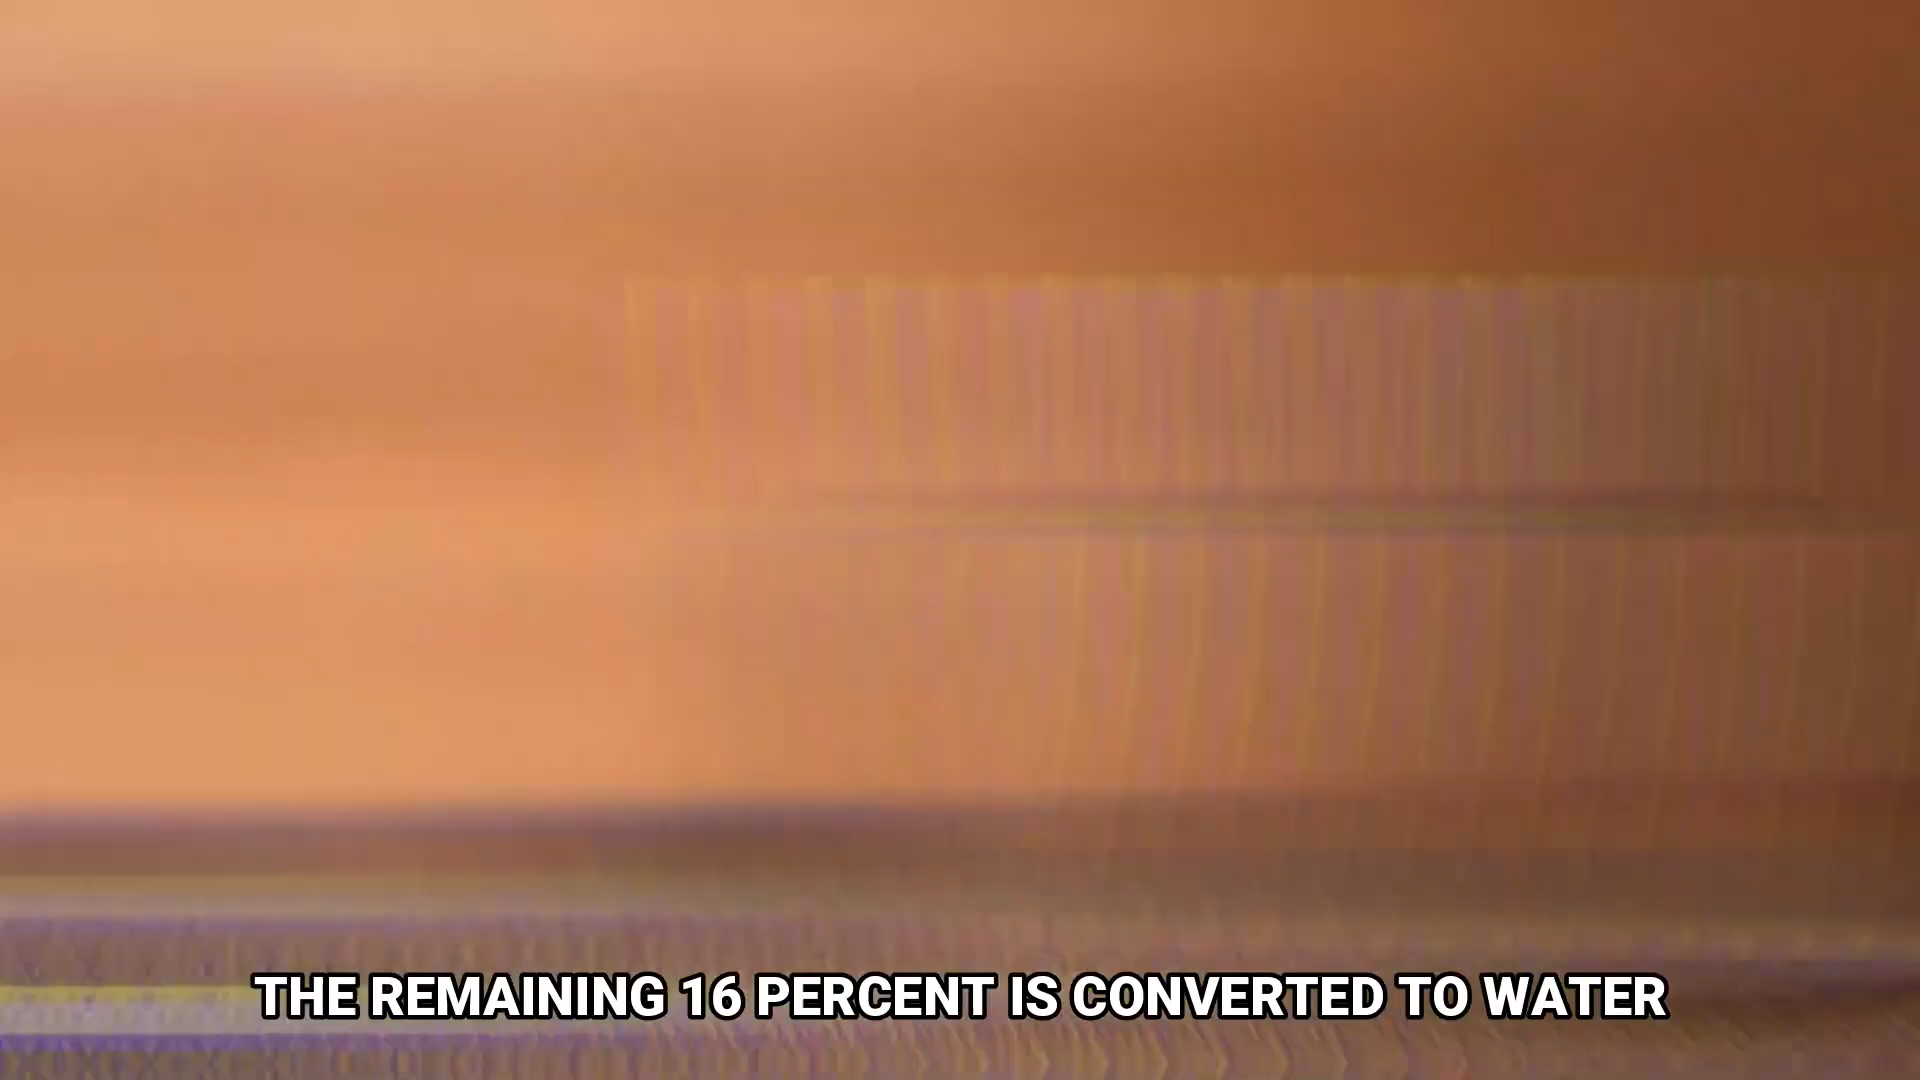 THE REMAINING 16 PERCENT IS CONVERTED TO WATER